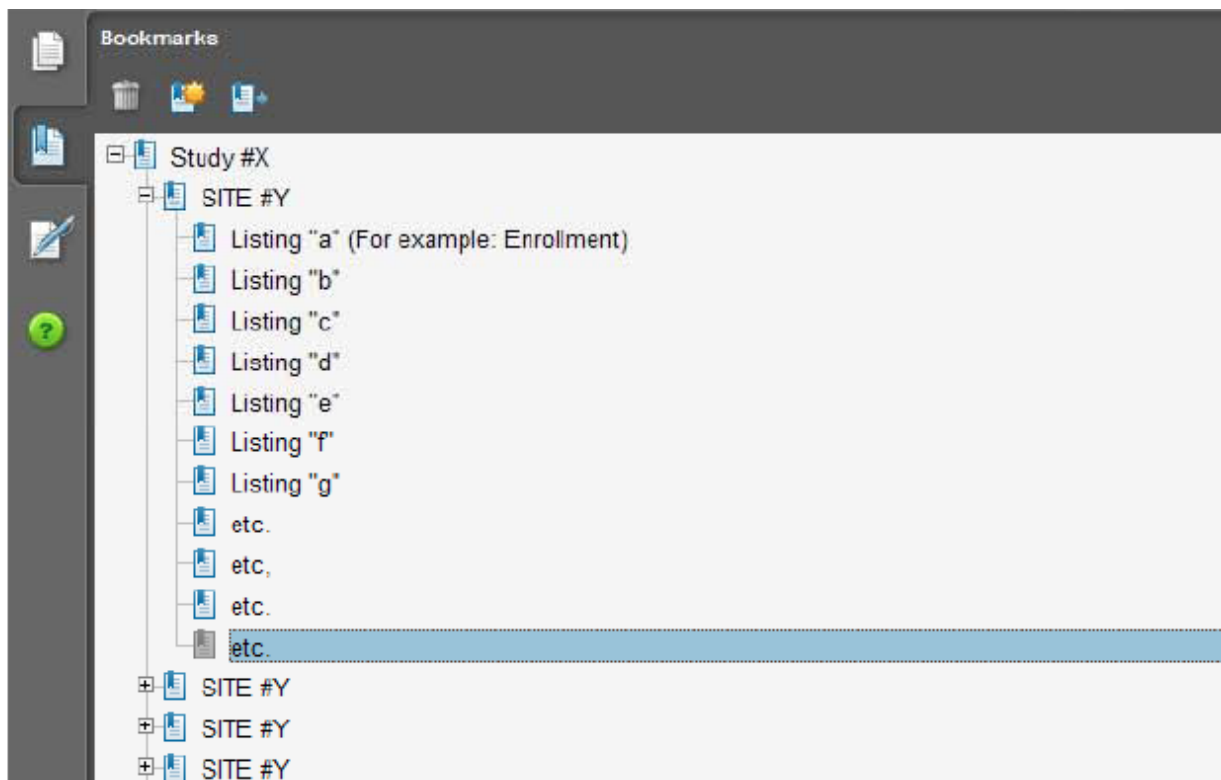 Bookmarks
Study #X
SITE #Y
Listing "a" (For example: Enrollment)
Listing "b"
Listing "c"
Listing "d"
Listing "e"
Listing "f"
Listing "g"
etc.
etc,
etc.
etc.
SITE #Y
SITE #Y
SITE #Y